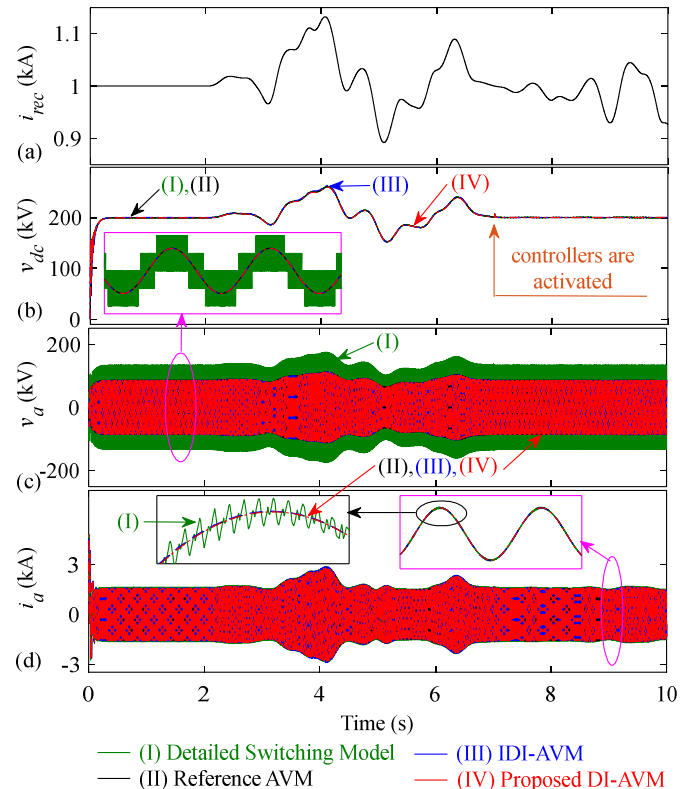 1.1
1
0.9
i_rec (kA)
(a)
(I),(II)
(III)
(IV)
200
100
0
v_dc (kV)
controllers are
activated
(b)
200
0
-200
v_a (kV)
(I)
(II),(III),(IV)
(c)
3
0
-3
i_a (kA)
(I)
(d)
0 2 4 6 8 10
Time (s)
(I) Detailed Switching Model
(III) IDI-AVM
(II) Reference AVM
(IV) Proposed DI-AVM